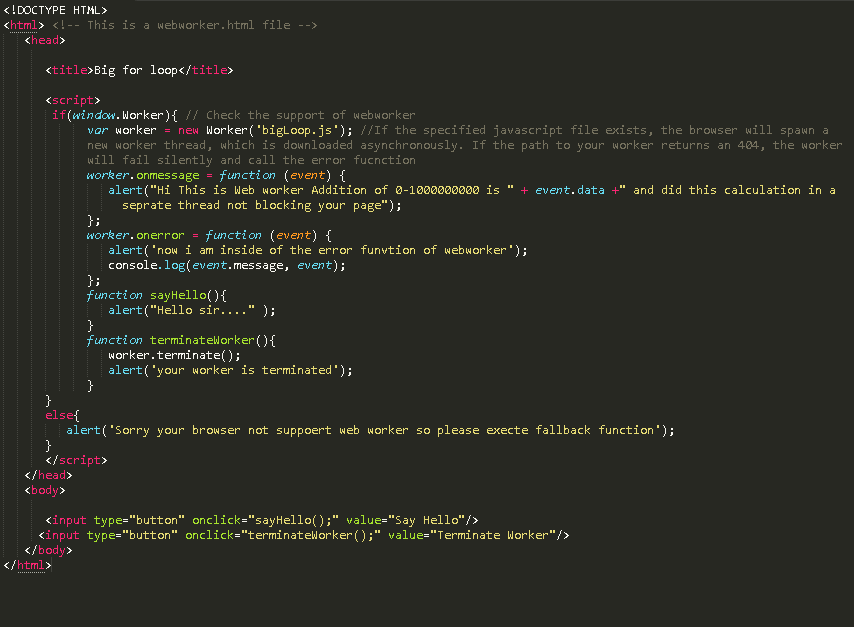 <!DOCTYPE HTML>
<html> <!-- This is a webworker.html file -->
<head>
<title>Big for loop</title>
<script>
if(window.Worker){ // Check the support of webworker
var worker = new Worker('bigLoop.js'); //If the specified javascript file exists, the browser will spawn a
new worker thread, which is downloaded asynchronously. If the path to your worker returns an 404, the worker
will fail silently and call the error fucnction
worker.onmessage = function (event) {
alert("Hi This is Web worker Addition of 0-1000000000 is " + event.data +" and did this calculation in a
seprate thread not blocking your page");
};
worker.onerror = function (event) {
alert('now i am inside of the error funvtion of webworker');
console.log(event.message, event);
};
function sayHello(){
alert("Hello sir...." );
}
function terminateWorker(){
worker.terminate();
alert('your worker is terminated');
}
}
else{
alert('Sorry your browser not suppoert web worker so please execte fallback function');
}
</script>
</head>
<body>
<input type="button" onclick="sayHello();" value="Say Hello"/>
<input type="button" onclick="terminateWorker();" value="Terminate Worker"/>
</body>
</html>